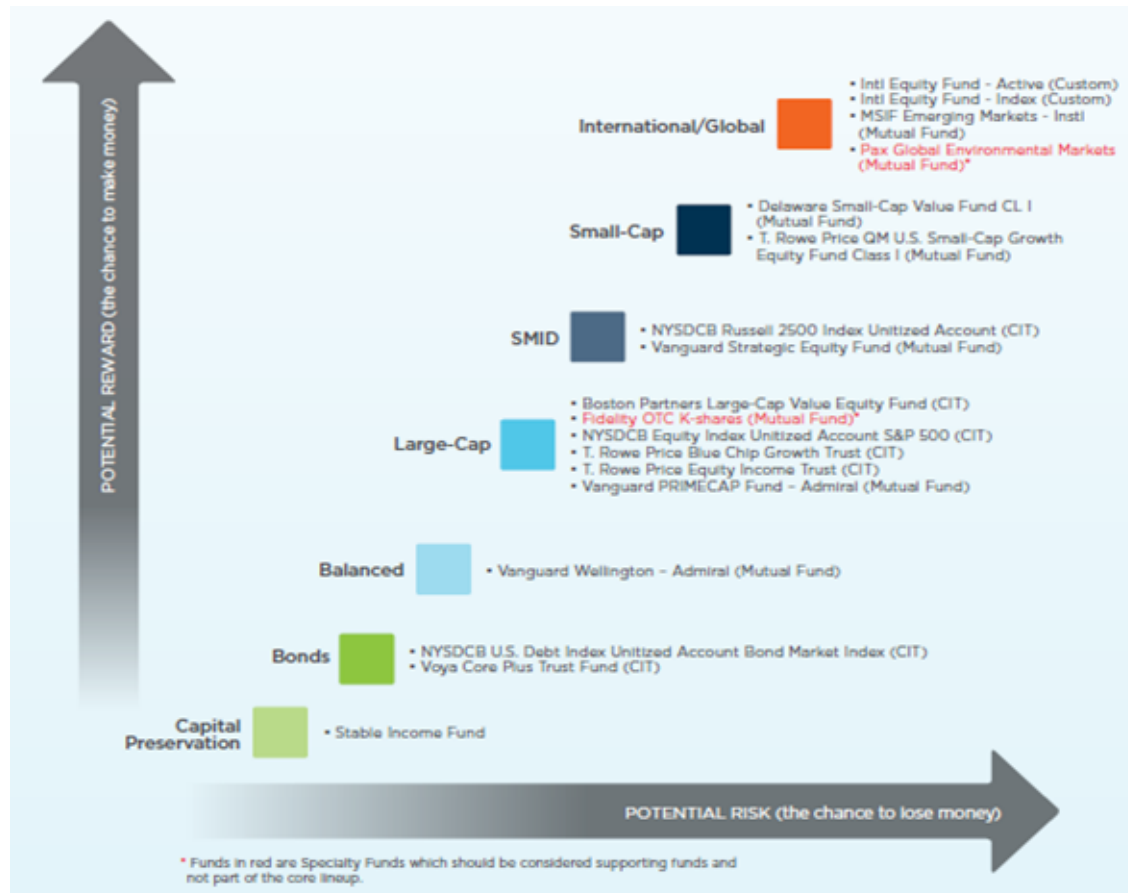 POTENTIAL REWARD (the chance to make money)
International/Global
• Intl Equity Fund - Active (Custom)
• Intl Equity Fund - Index (Custom)
• MSIF Emerging Markets - Instl
(Mutual Fund)
• Pax Global Environmental Markets
(Mutual Fund)*
Small-Cap
• Delaware Small-Cap Value Fund CL I
(Mutual Fund)
• T. Rowe Price QM U.S. Small-Cap Growth
Equity Fund Class I (Mutual Fund)
SMID
• NYSDCB Russell 2500 Index Unitized Account (CIT)
• Vanguard Strategic Equity Fund (Mutual Fund)
Large-Cap
• Boston Partners Large-Cap Value Equity Fund (CIT)
• Fidelity OTC K-shares (Mutual Fund)*
• NYSDCB Equity Index Unitized Account S&P 500 (CIT)
• T. Rowe Price Blue Chip Growth Trust (CIT)
• T. Rowe Price Equity Income Trust (CIT)
• Vanguard PRIMECAP Fund – Admiral (Mutual Fund)
Balanced
• Vanguard Wellington – Admiral (Mutual Fund)
Bonds
• NYSDCB U.S. Debt Index Unitized Account Bond Market Index (CIT)
• Voya Core Plus Trust Fund (CIT)
Capital
Preservation
• Stable Income Fund
POTENTIAL RISK (the chance to lose money)
* Funds in red are Specialty Funds which should be considered supporting funds and
not part of the core lineup.